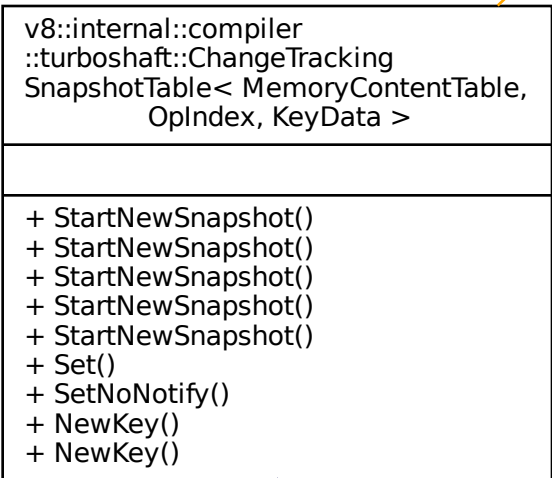 v8::internal::compiler
::turboshaft::ChangeTracking
SnapshotTable< MemoryContentTable,
OpIndex, KeyData >
+ StartNewSnapshot()
+ StartNewSnapshot()
+ StartNewSnapshot()
+ StartNewSnapshot()
+ StartNewSnapshot()
+ Set()
+ SetNoNotify()
+ NewKey()
+ NewKey()